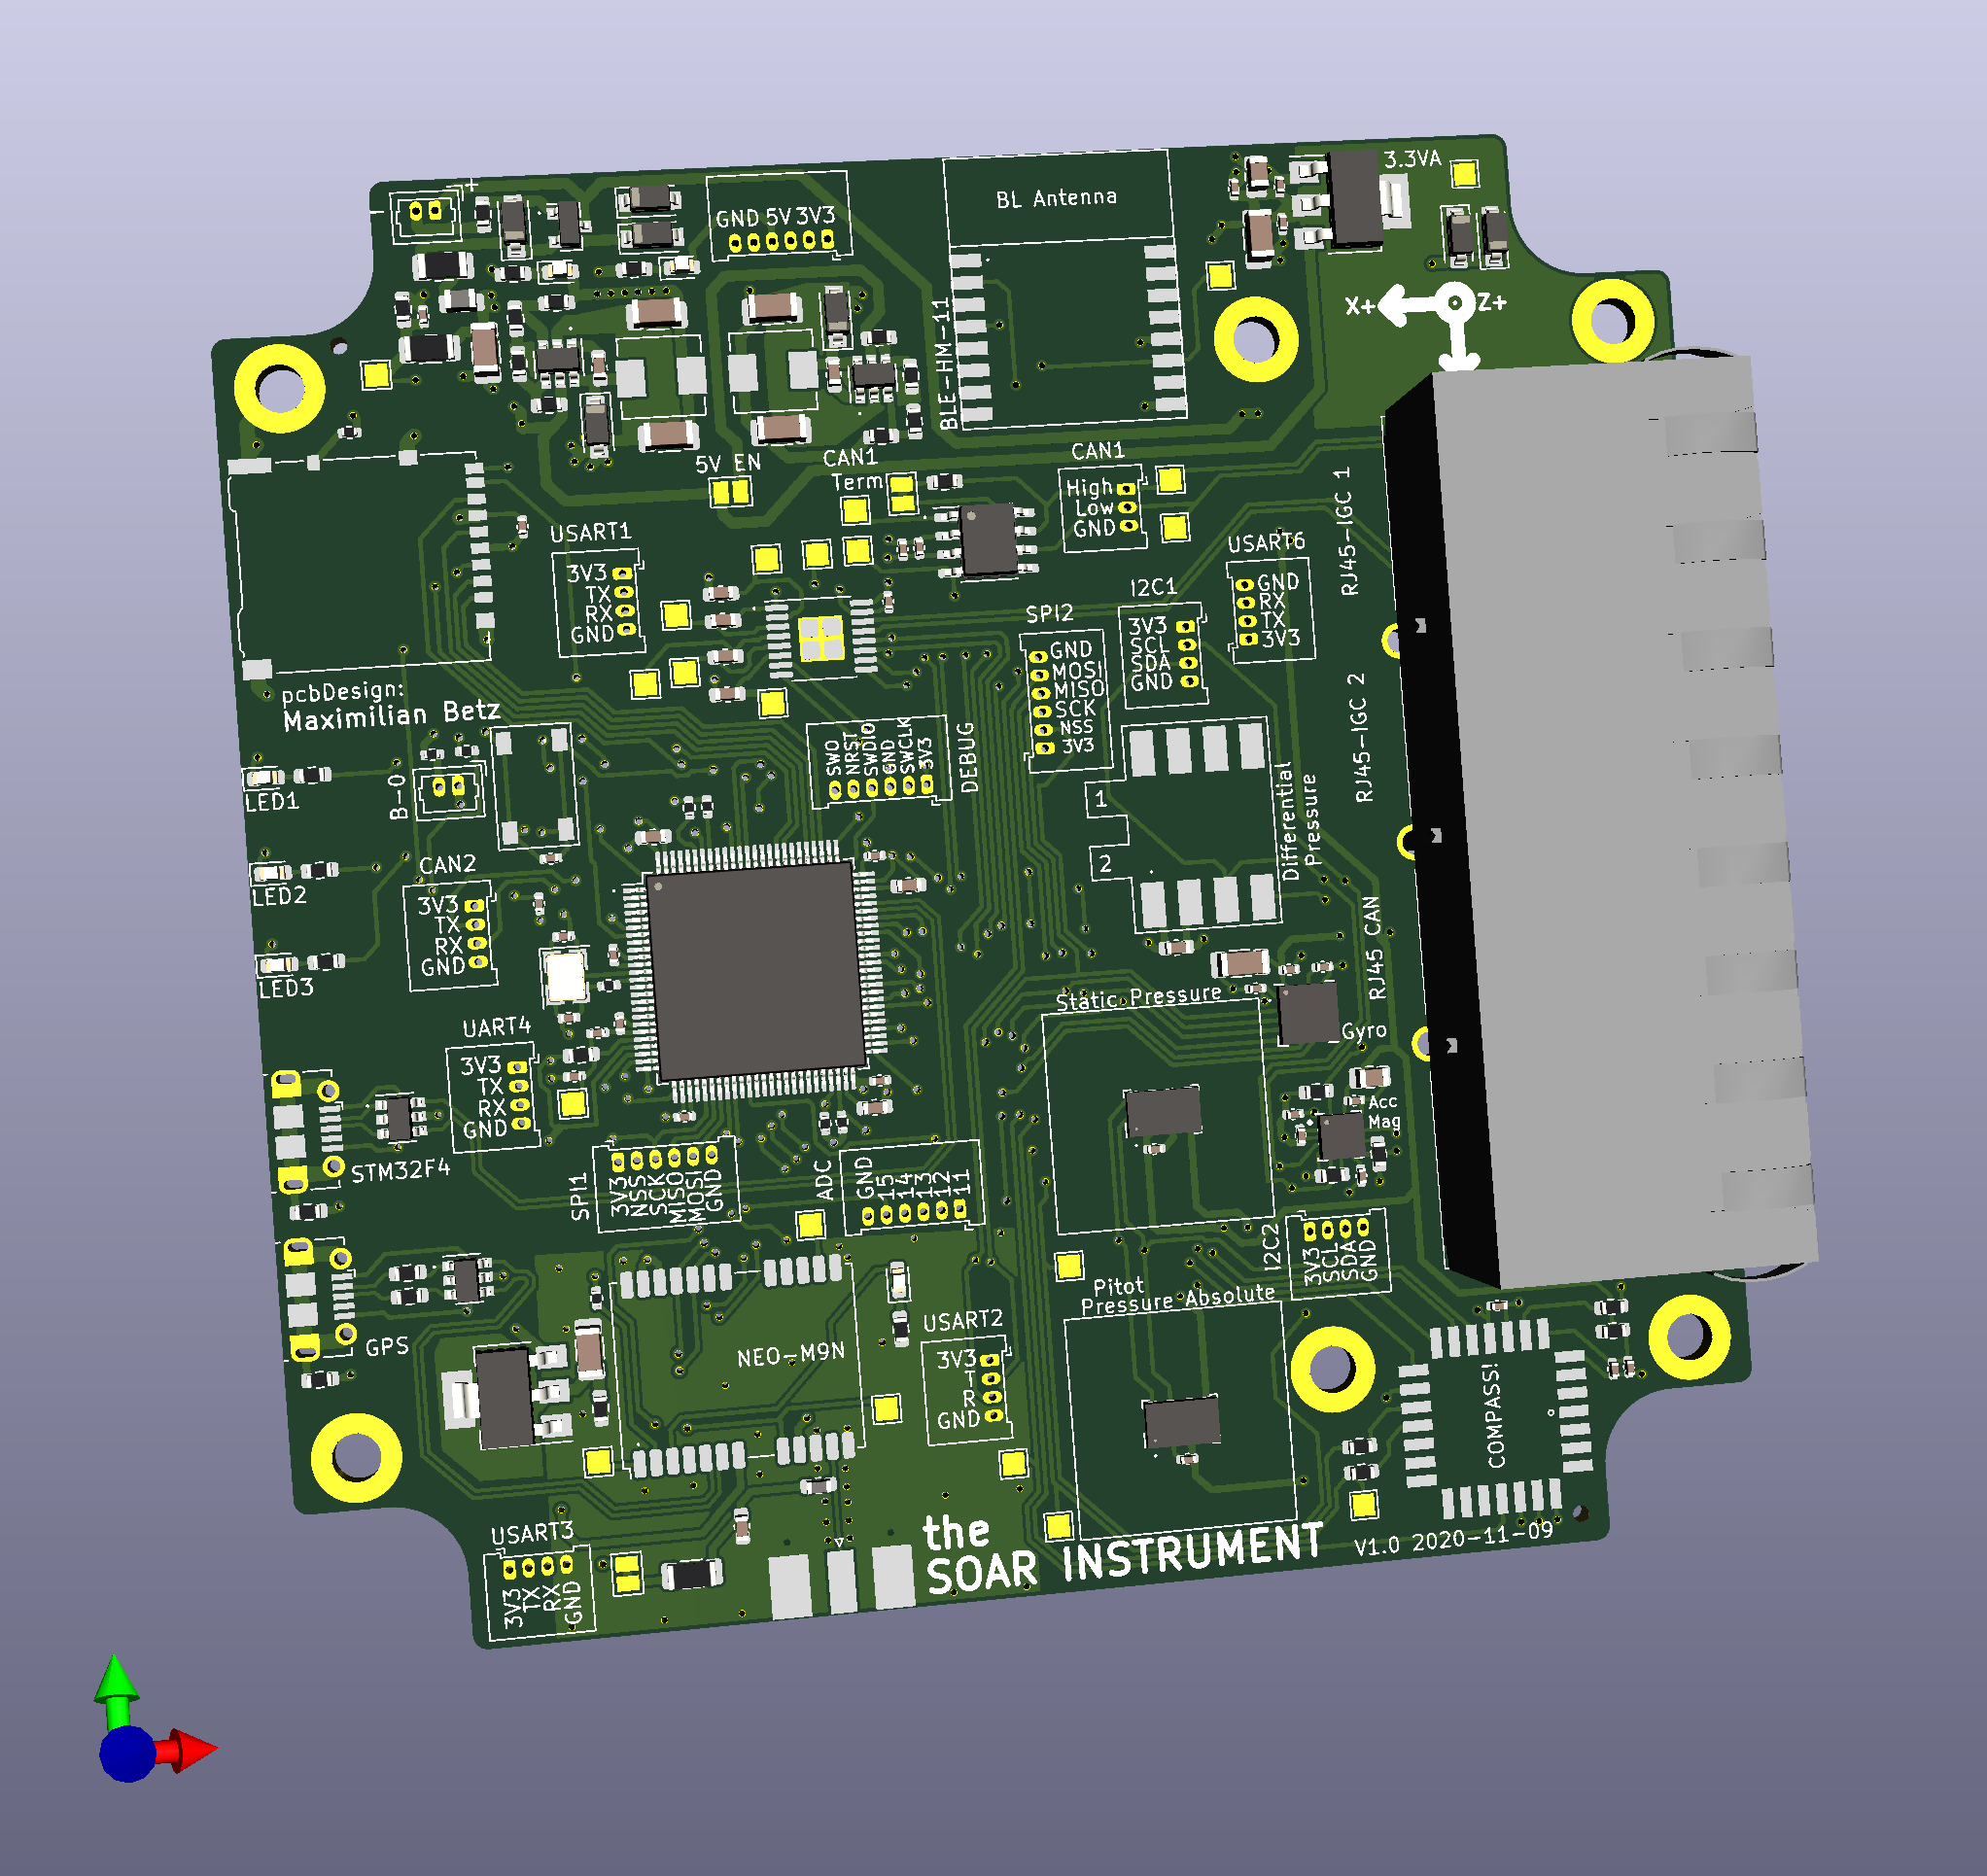 +
-
GND 5V 3V3
BL Antenna
3.3VA
X+
Z+
BLE-HM-11
5V EN
CAN1
Term
CAN1
High
Low
GND
RJ45-IGC 1
USART1
3V3
TX
RX
GND
USART6
GND
RX
TX
3V3
I2C1
3V3
SCL
SDA
GND
SPI2
GND
MOSI
MISO
SCK
NSS
3V3
pcbDesign:
Maximilian Betz
RJ45-IGC 2
SWO
NRST
SWDIO
GND
SWCLK
3V3
DEBUG
B-0
LED1
1
2
Differential
Pressure
LED2
CAN2
3V3
TX
RX
GND
RJ45 CAN
LED3
Static Pressure
Gyro
UART4
3V3
TX
RX
GND
Acc
Mag
STM32F4
SPI1
3V3
NSS
SCK
MISO
MOSI
GND
ADC
GND
15
14
13
12
11
I2C2
3V3
SCL
SDA
GND
Pitot
Pressure Absolute
GPS
NEO-M9N
USART2
3V3
T
R
GND
COMPASS!
USART3
3V3
TX
RX
GND
the
SOAR INSTRUMENT
V1.0 2020-11-09